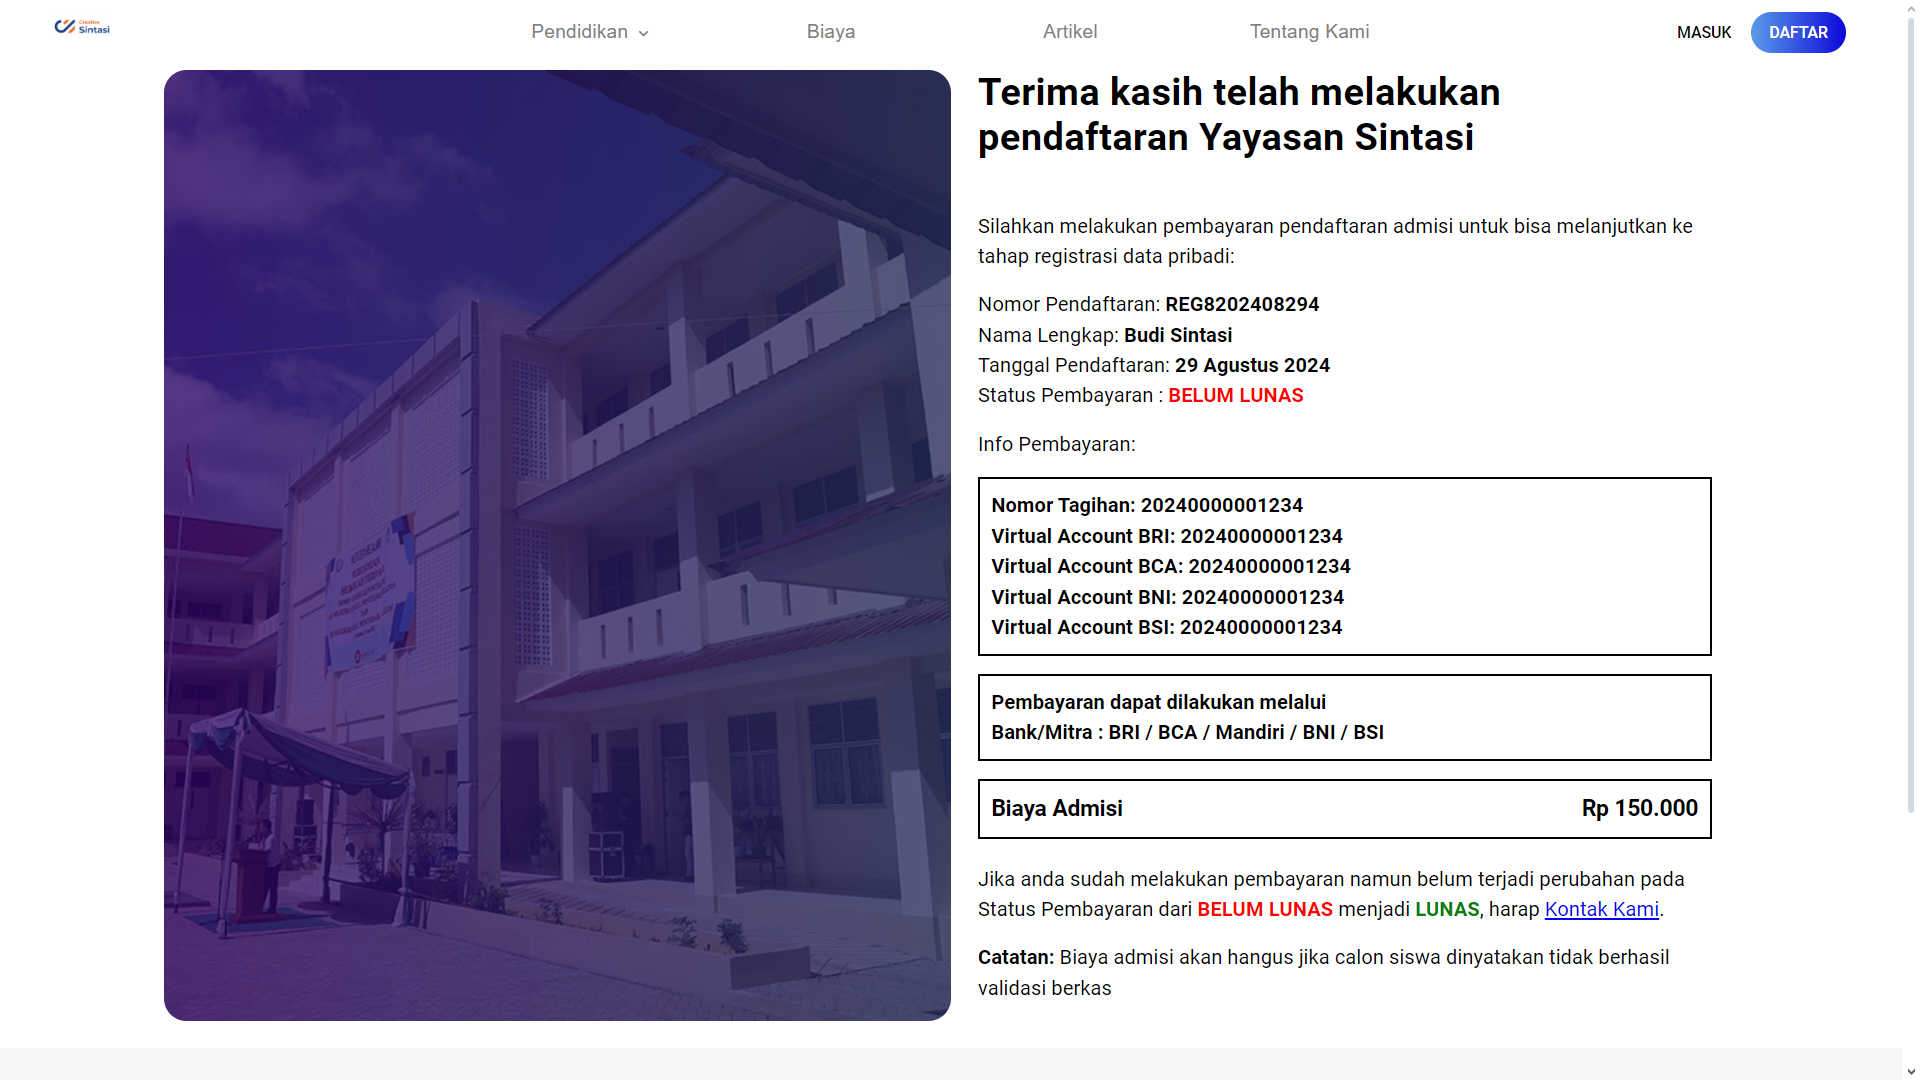 Creative
Sintasi
Pendidikan
Biaya
Artikel
Tentang Kami
MASUK
DAFTAR
Terima kasih telah melakukan
pendaftaran Yayasan Sintasi
Silahkan melakukan pembayaran pendaftaran admisi untuk bisa melanjutkan ke
tahap registrasi data pribadi:
Nomor Pendaftaran: REG8202408294
Nama Lengkap: Budi Sintasi
Tanggal Pendaftaran: 29 Agustus 2024
Status Pembayaran : BELUM LUNAS
Info Pembayaran:
Nomor Tagihan: 20240000001234
Virtual Account BRI: 20240000001234
Virtual Account BCA: 20240000001234
Virtual Account BNI: 20240000001234
Virtual Account BSI: 20240000001234
Pembayaran dapat dilakukan melalui
Bank/Mitra : BRI / BCA / Mandiri / BNI / BSI
Biaya Admisi Rp 150.000
Jika anda sudah melakukan pembayaran namun belum terjadi perubahan pada
Status Pembayaran dari BELUM LUNAS menjadi LUNAS, harap Kontak Kami.
Catatan: Biaya admisi akan hangus jika calon siswa dinyatakan tidak berhasil
validasi berkas